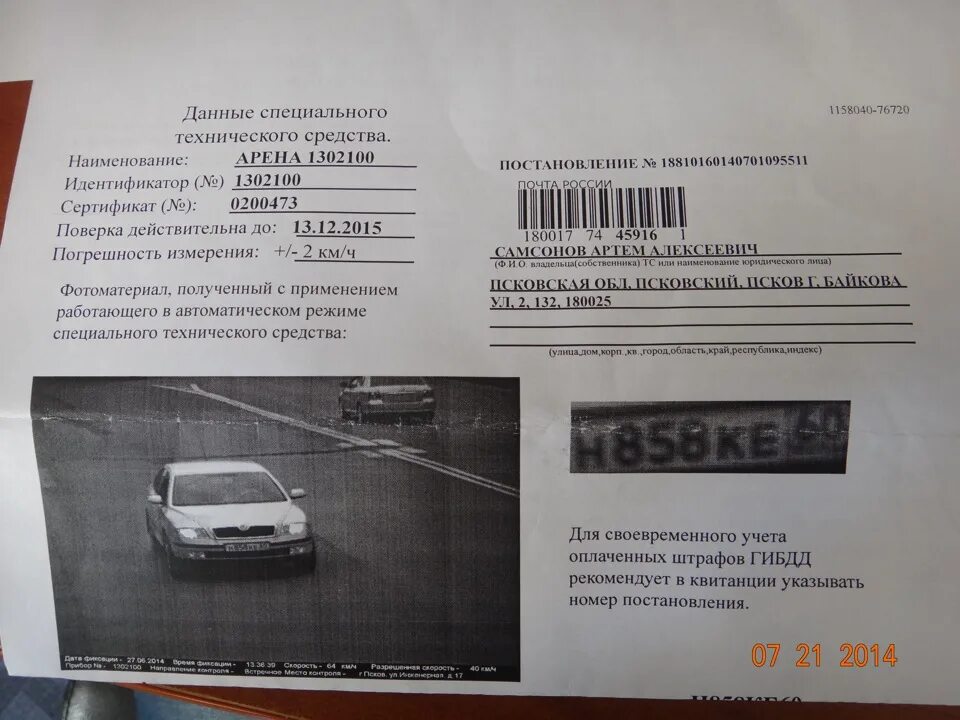 Данные специального
технического средства.
Наименование: АРЕНА 1302100
Идентификатор (№) 1302100
Сертификат (№): 0200473
Поверка действительна до: 13.12.2015
Погрешность измерения: +/- 2 км/ч
Фотоматериал, полученный с применением
работающего в автоматическом режиме
специального технического средства:
Дата фиксации - 27.06.2014 Время фиксации - 13:36:39 Скорость - 64 км/ч Разрешенная скорость - 40 км/ч
Прибор № - 1302100 Направление контроля - Встречное Место контроля - г.Псков, ул.Инженерная, д.17
1158040-76720
ПОСТАНОВЛЕНИЕ № 18810160140701095511
ПОЧТА РОССИИ
180017 74 45916 1
САМСОНОВ АРТЕМ АЛЕКСЕЕВИЧ
(Ф.И.О. владельца(собственника) ТС или наименование юридического лица)
ПСКОВСКАЯ ОБЛ, ПСКОВСКИЙ, ПСКОВ Г, БАЙКОВА
УЛ, 2, 132, 180025
(улица,дом,корп.,кв.,город,область,край,республика,индекс)
Н858КЕ 60
Для своевременного учета
оплаченных штрафов ГИБДД
рекомендует в квитанции указывать
номер постановления.
07 21 2014
Н858КЕ60